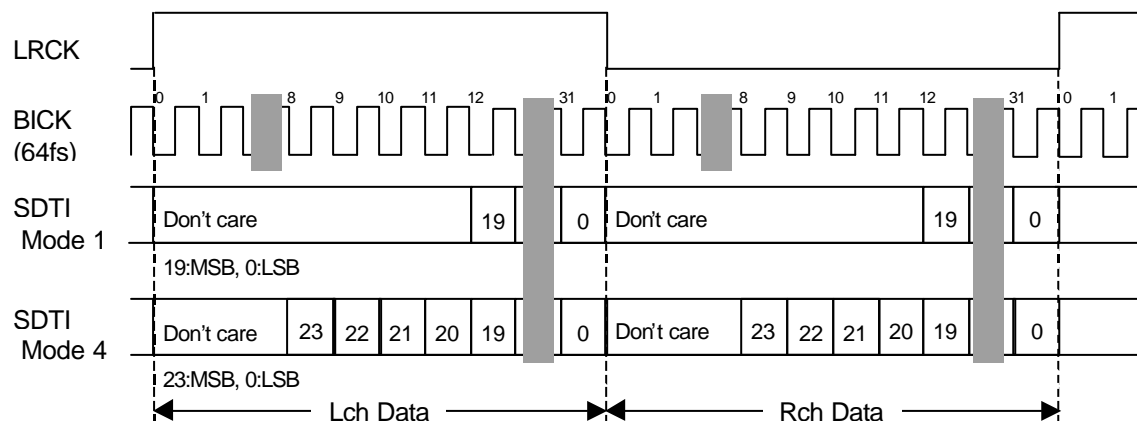 LRCK
0 1 8 9 10 11 12 31 0 1 8 9 10 11 12 31 0 1
BICK
(64fs)
SDTI
Mode 1
Don't care 19 0 Don't care 19 0
19:MSB, 0:LSB
SDTI
Mode 4
Don't care 23 22 21 20 19 0 Don't care 23 22 21 20 19 0
23:MSB, 0:LSB
Lch Data Rch Data